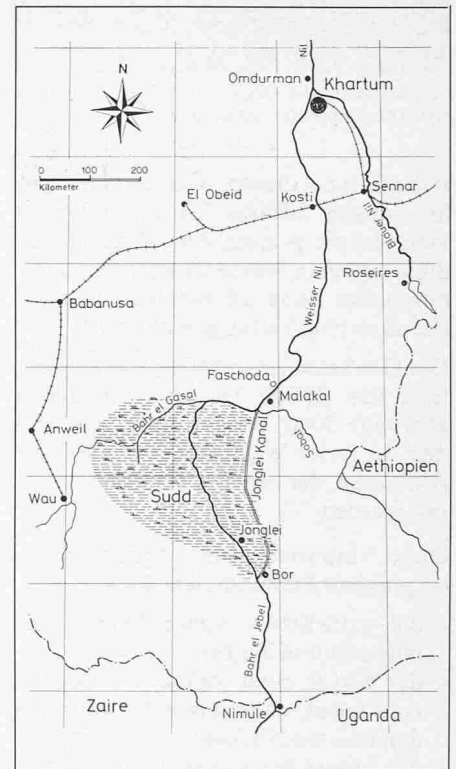 Nil
Omdurman
Khartum
N
0 100 200
Kilometer
El Obeid
Kosti
Sennar
Blauer Nil
Weisser Nil
Roseires
Babanusa
Faschoda
Malakal
Bahr el Gasal
Sobat
Anweil
Jonglei Kanal
Aethiopien
Wau
Sudd
Jonglei
Bor
Bahr el Jebel
Zaire
Nimule
Uganda